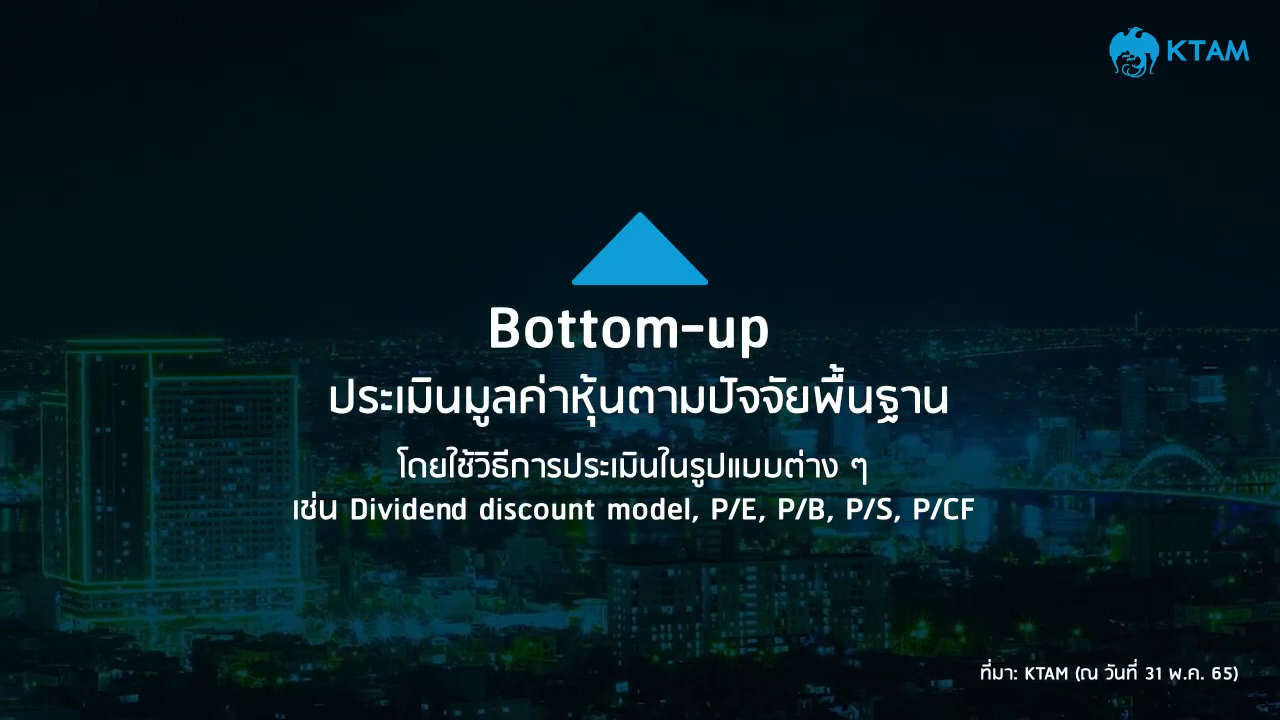 KTAM
Bottom-up
ประเมินมูลค่าหุ้นตามปัจจัยพื้นฐาน
โดยใช้วิธีการประเมินในรูปแบบต่าง ๆ
เช่น Dividend discount model, P/E, P/B, P/S, P/CF
ที่มา: KTAM (ณ วันที่ 31 พ.ค. 65)